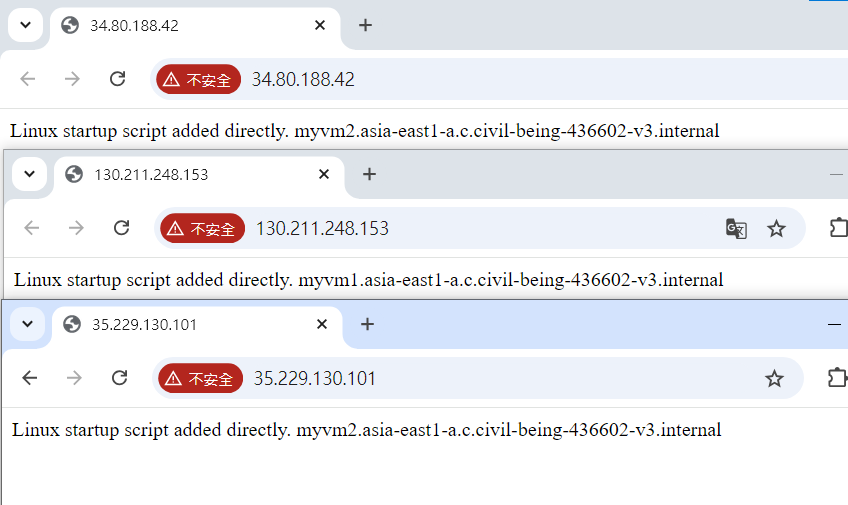 34.80.188.42
不安全 34.80.188.42
Linux startup script added directly. myvm2.asia-east1-a.c.civil-being-436602-v3.internal
130.211.248.153
不安全 130.211.248.153
Linux startup script added directly. myvm1.asia-east1-a.c.civil-being-436602-v3.internal
35.229.130.101
不安全 35.229.130.101
Linux startup script added directly. myvm2.asia-east1-a.c.civil-being-436602-v3.internal